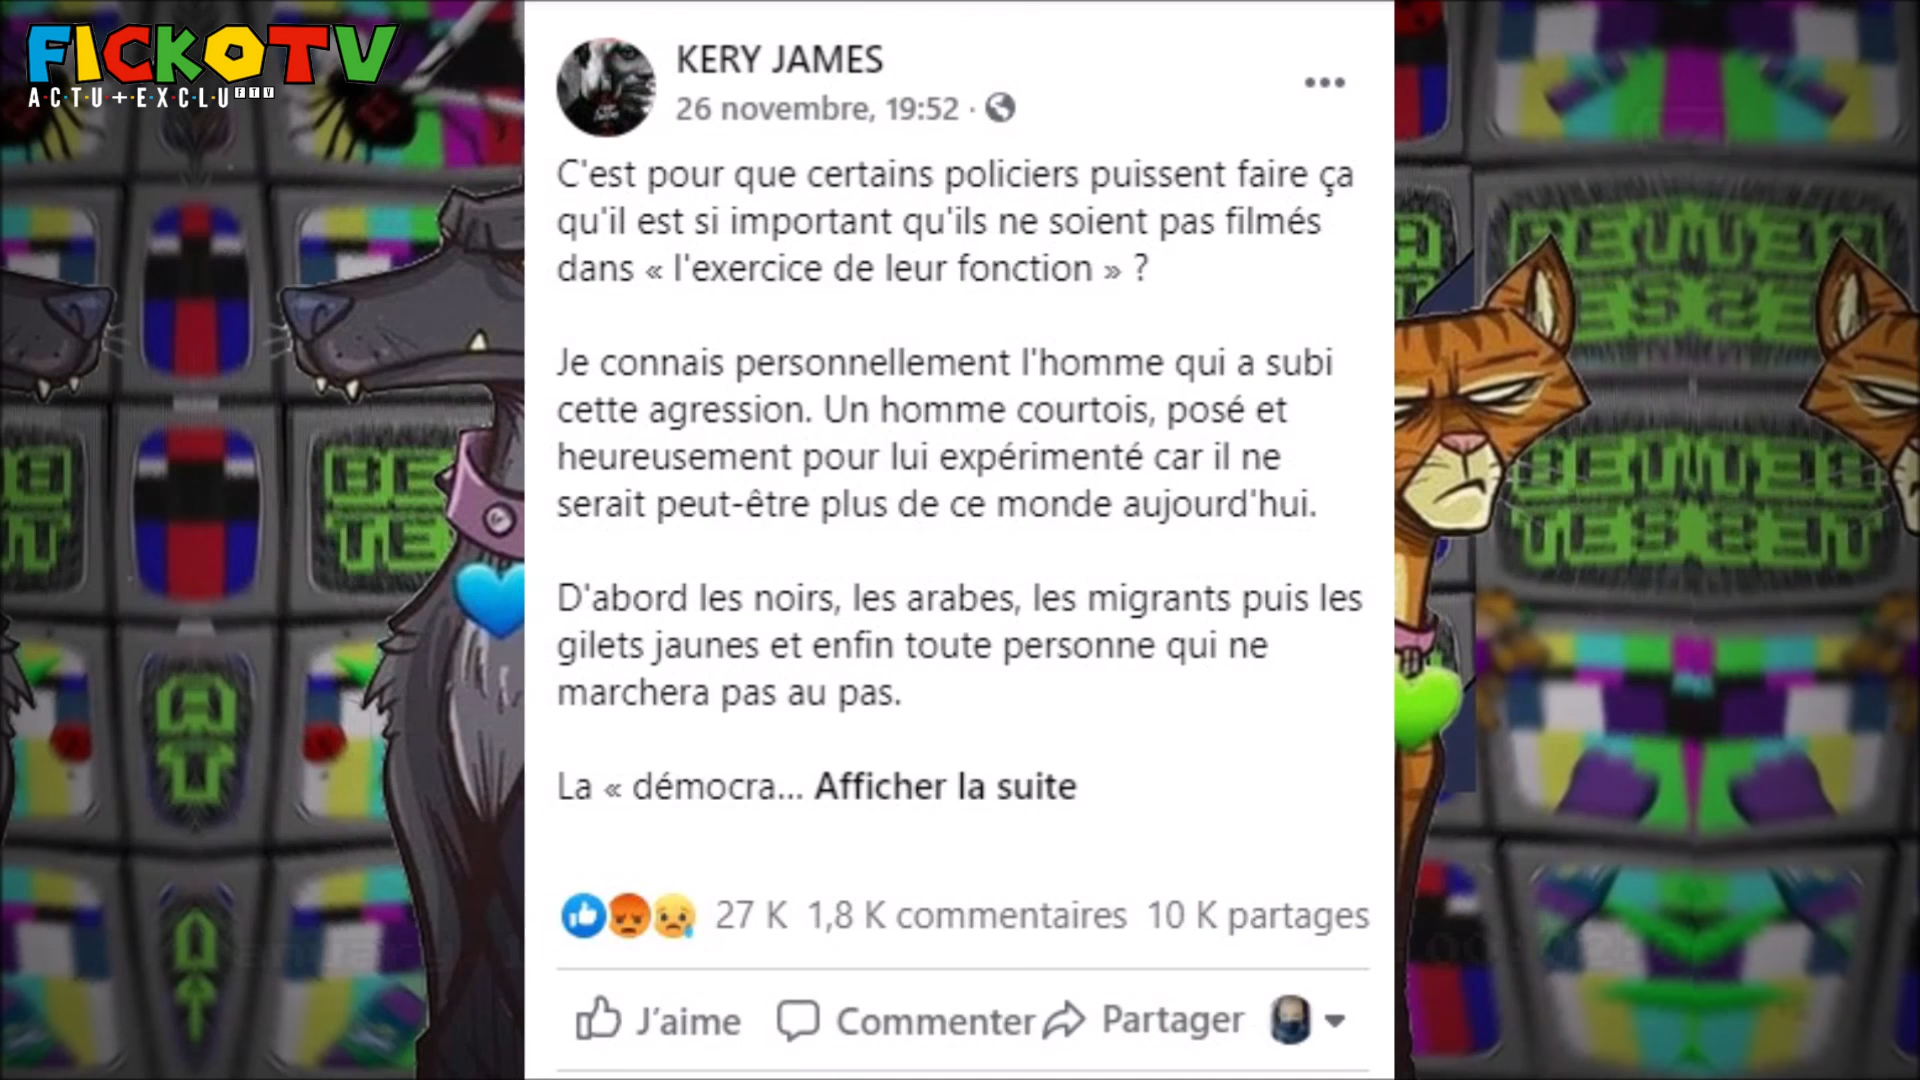 FICKOTV
ACTU+EXCLU FTV
KERY JAMES
26 novembre, 19:52 ·
C'est pour que certains policiers puissent faire ça
qu'il est si important qu'ils ne soient pas filmés
dans « l'exercice de leur fonction » ?
Je connais personnellement l'homme qui a subi
cette agression. Un homme courtois, posé et
heureusement pour lui expérimenté car il ne
serait peut-être plus de ce monde aujourd'hui.
D'abord les noirs, les arabes, les migrants puis les
gilets jaunes et enfin toute personne qui ne
marchera pas au pas.
La « démocra... Afficher la suite
27 K 1,8 K commentaires 10 K partages
J'aime Commenter Partager